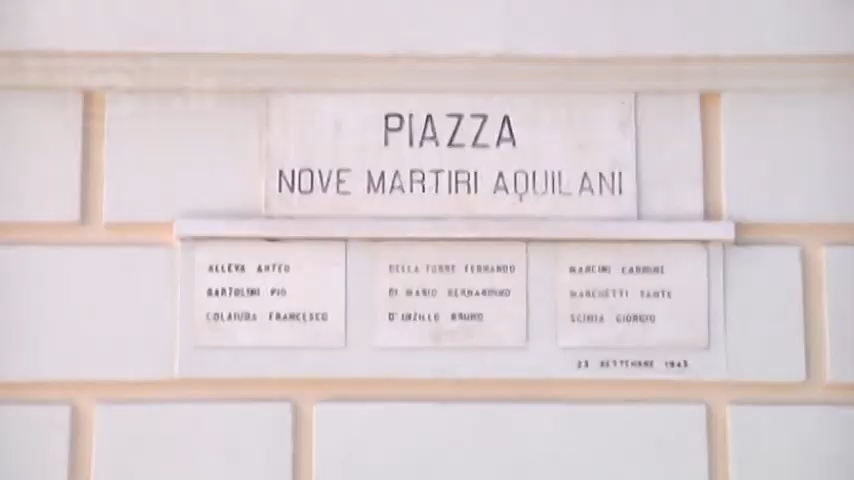 PIAZZA
NOVE MARTIRI AQUILANI
ALLEVA ANTEO
BARTOLINI PIO
COLAIUDA FRANCESCO
DELLA TORRE FERNANDO
DI MARIO BERNARDINO
D'INZILLO BRUNO
MANCINI CARMINE
MARCHETTI SANTE
SCIMIA GIORGIO
23 SETTEMBRE 1943